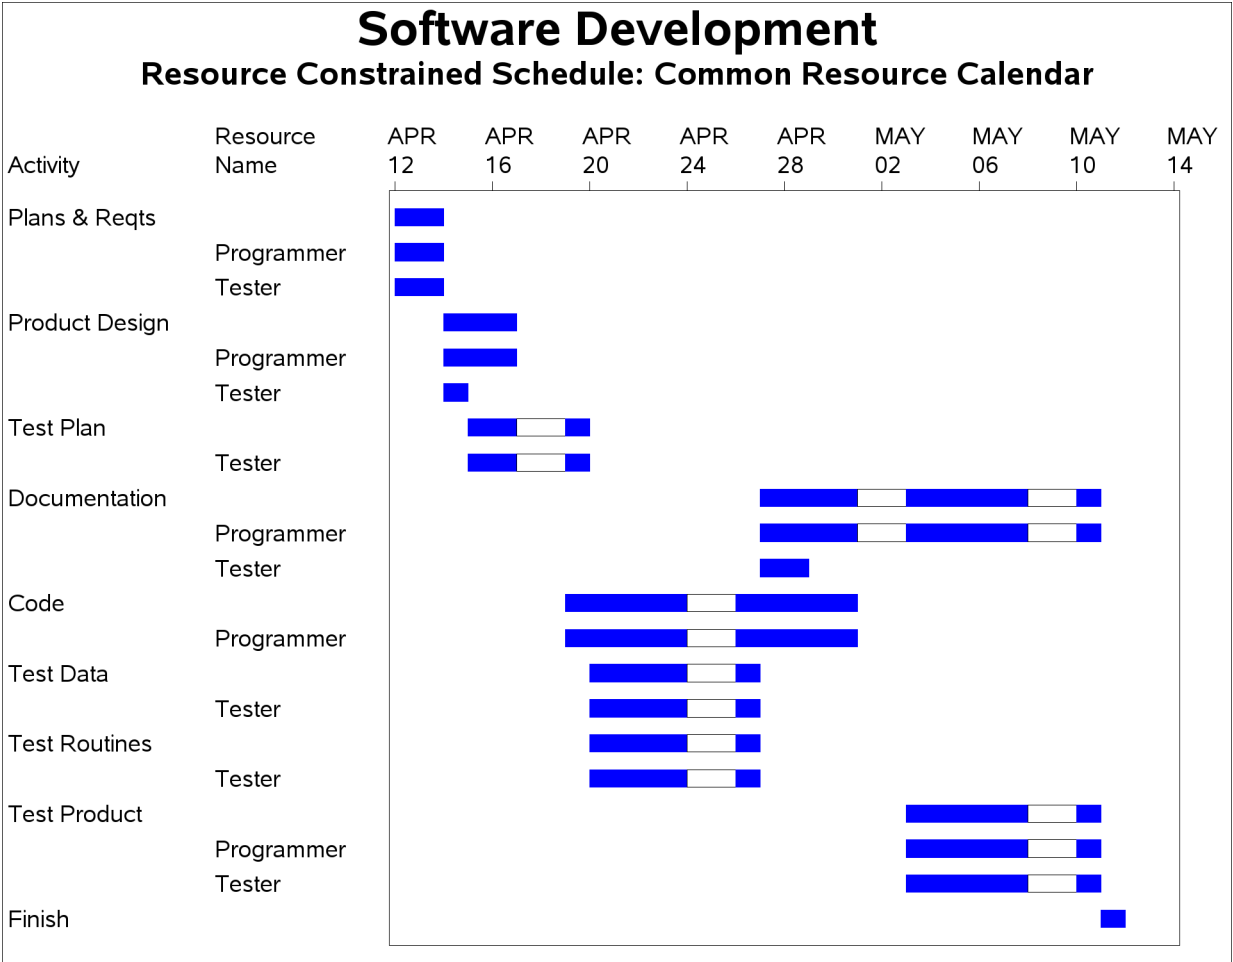 Software Development
Resource Constrained Schedule: Common Resource Calendar
Resource APR APR APR APR APR MAY MAY MAY MAY
Activity Name 12 16 20 24 28 02 06 10 14
Plans & Reqts
Programmer
Tester
Product Design
Programmer
Tester
Test Plan
Tester
Documentation
Programmer
Tester
Code
Programmer
Test Data
Tester
Test Routines
Tester
Test Product
Programmer
Tester
Finish